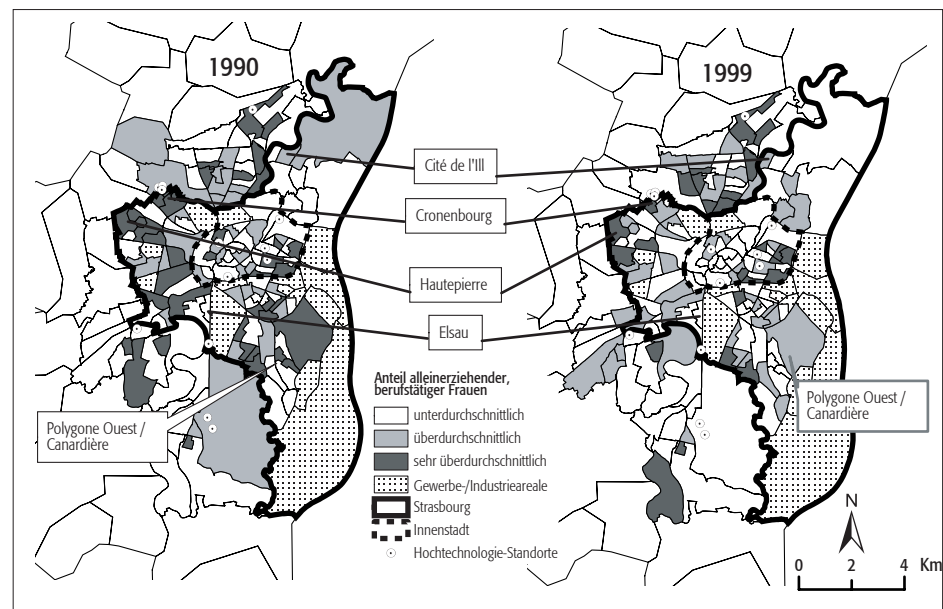 1990
1999
Cité de l'Ill
Cronenbourg
Hautepierre
Elsau
Polygone Ouest /
Canardière
Anteil alleinerziehender,
berufstätiger Frauen
unterdurchschnittlich
überdurchschnittlich
sehr überdurchschnittlich
Gewerbe-/Industrieareale
Strasbourg
Innenstadt
Hochtechnologie-Standorte
Polygone Ouest /
Canardière
N
0 2 4 Km